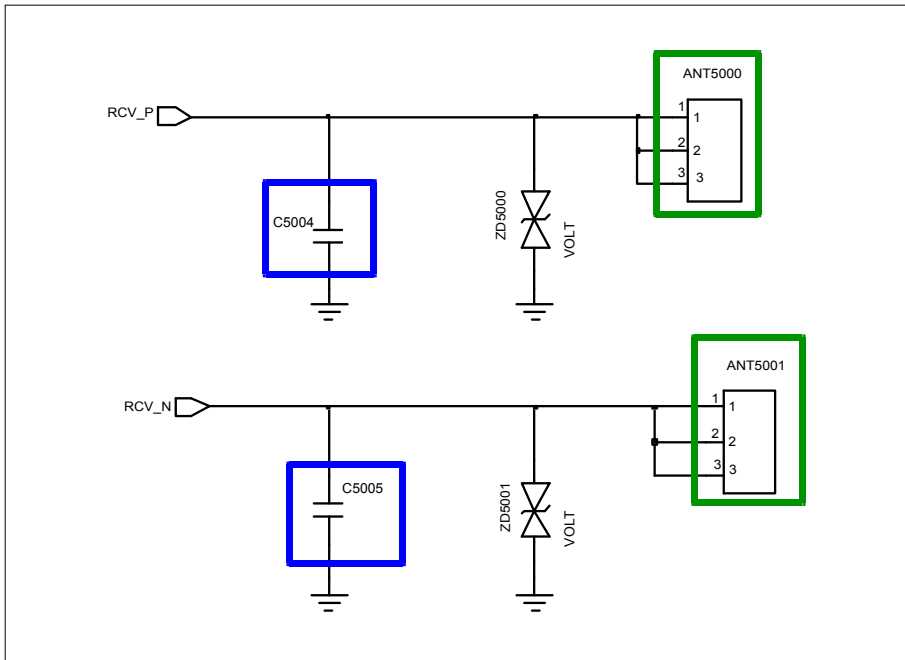 ANT5000
RCV_P
1 1
2 2
3 3
C5004
ZD5000
VOLT
ANT5001
RCV_N
1 1
2 2
3 3
C5005
ZD5001
VOLT